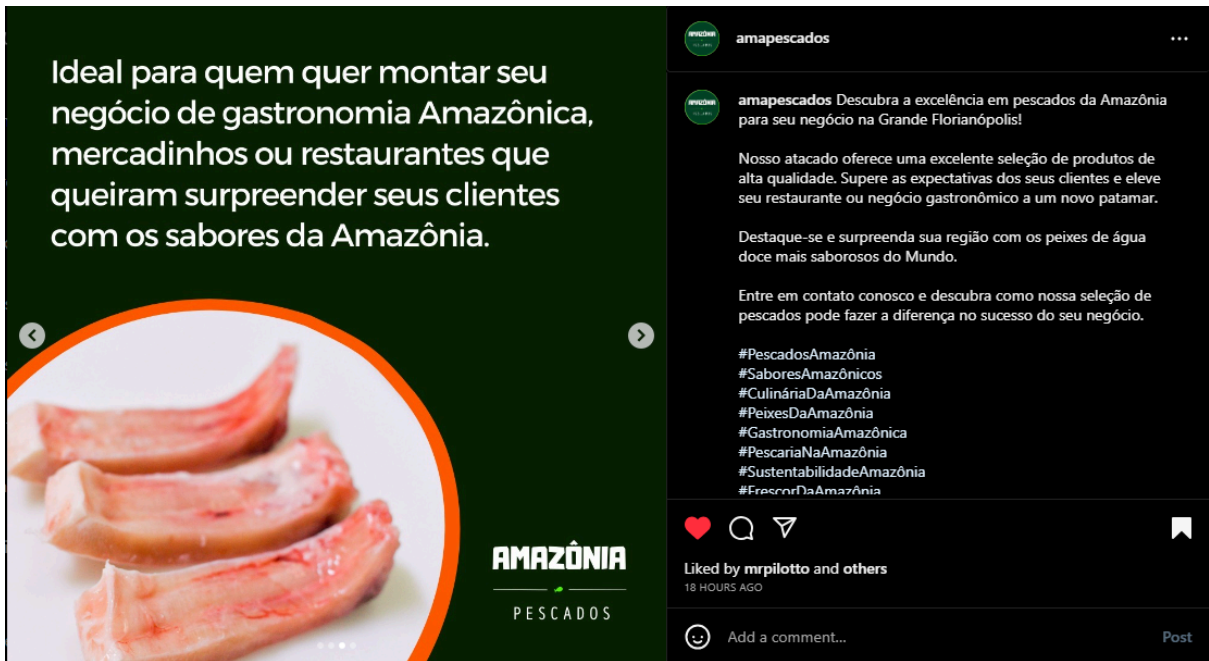 Ideal para quem quer montar seu
negócio de gastronomia Amazônica,
mercadinhos ou restaurantes que
queiram surpreender seus clientes
com os sabores da Amazônia.
AMAZÔNIA
PESCADOS
AMAZÔNIA
amapescados
AMAZÔNIA
amapescados Descubra a excelência em pescados da Amazônia
para seu negócio na Grande Florianópolis!
Nosso atacado oferece uma excelente seleção de produtos de
alta qualidade. Supere as expectativas dos seus clientes e eleve
seu restaurante ou negócio gastronômico a um novo patamar.
Destaque-se e surpreenda sua região com os peixes de água
doce mais saborosos do Mundo.
Entre em contato conosco e descubra como nossa seleção de
pescados pode fazer a diferença no sucesso do seu negócio.
#PescadosAmazônia
#SaboresAmazônicos
#CulináriaDaAmazônia
#PeixesDaAmazônia
#GastronomiaAmazônica
#PescariaNaAmazônia
#SustentabilidadeAmazônia
#FrescorDaAmazônia
Liked by mrpilotto and others
18 HOURS AGO
Add a comment...
Post